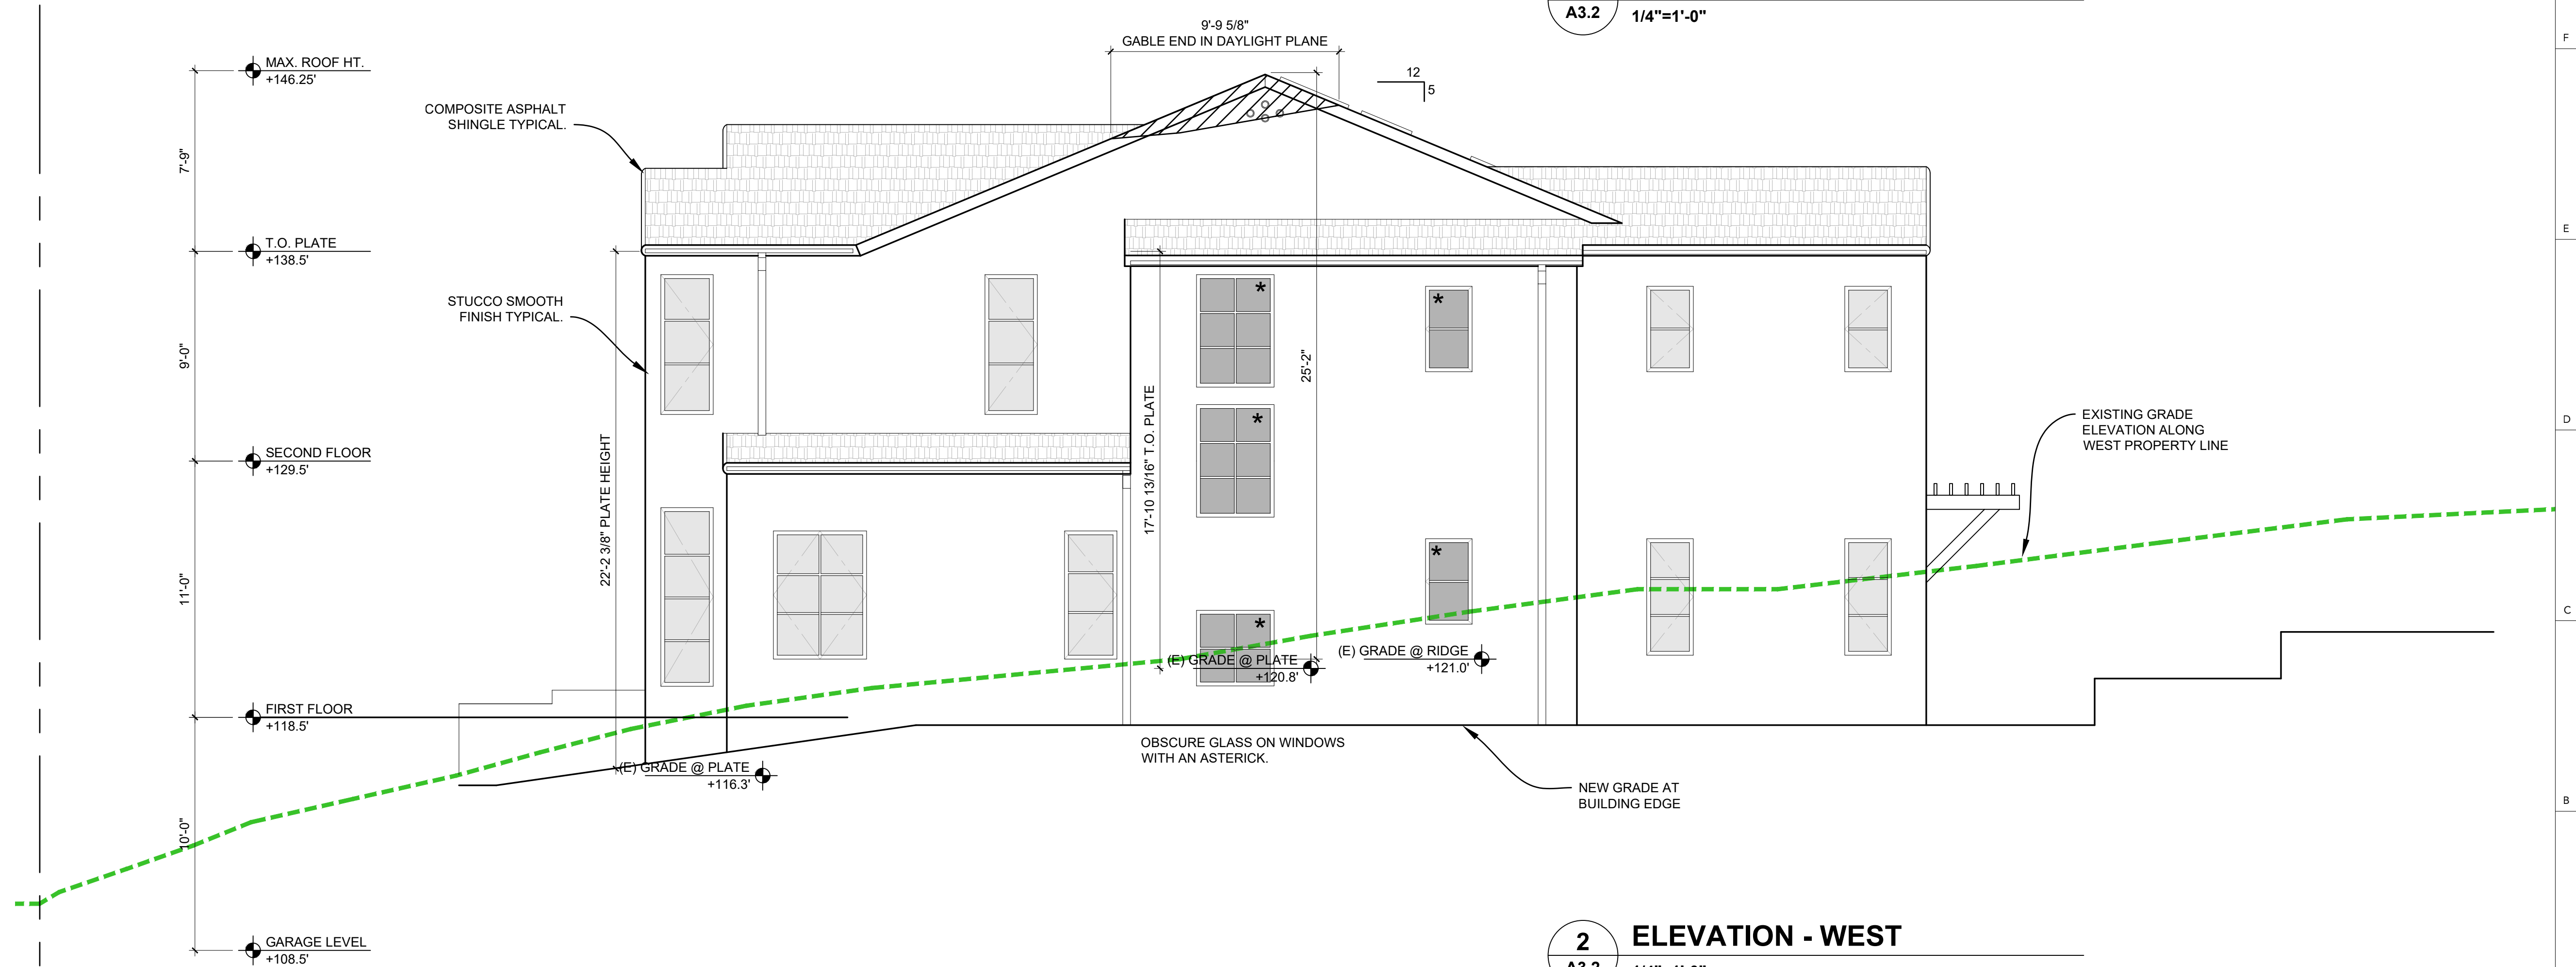 A3.2
1/4"=1'-0"
9'-9 5/8"
GABLE END IN DAYLIGHT PLANE
12
5
MAX. ROOF HT.
+146.25'
COMPOSITE ASPHALT
SHINGLE TYPICAL.
7'-9"
T.O. PLATE
+138.5'
STUCCO SMOOTH
FINISH TYPICAL.
9'-0"
SECOND FLOOR
+129.5'
22'-2 3/8" PLATE HEIGHT
17'-10 13/16" T.O. PLATE
25'-2"
*
*
*
*
*
EXISTING GRADE
ELEVATION ALONG
WEST PROPERTY LINE
11'-0"
(E) GRADE @ PLATE
+120.8'
(E) GRADE @ RIDGE
+121.0'
FIRST FLOOR
+118.5'
(E) GRADE @ PLATE
+116.3'
OBSCURE GLASS ON WINDOWS
WITH AN ASTERICK.
NEW GRADE AT
BUILDING EDGE
10'-0"
GARAGE LEVEL
+108.5'
2
ELEVATION - WEST
A3.2
F
E
D
C
B